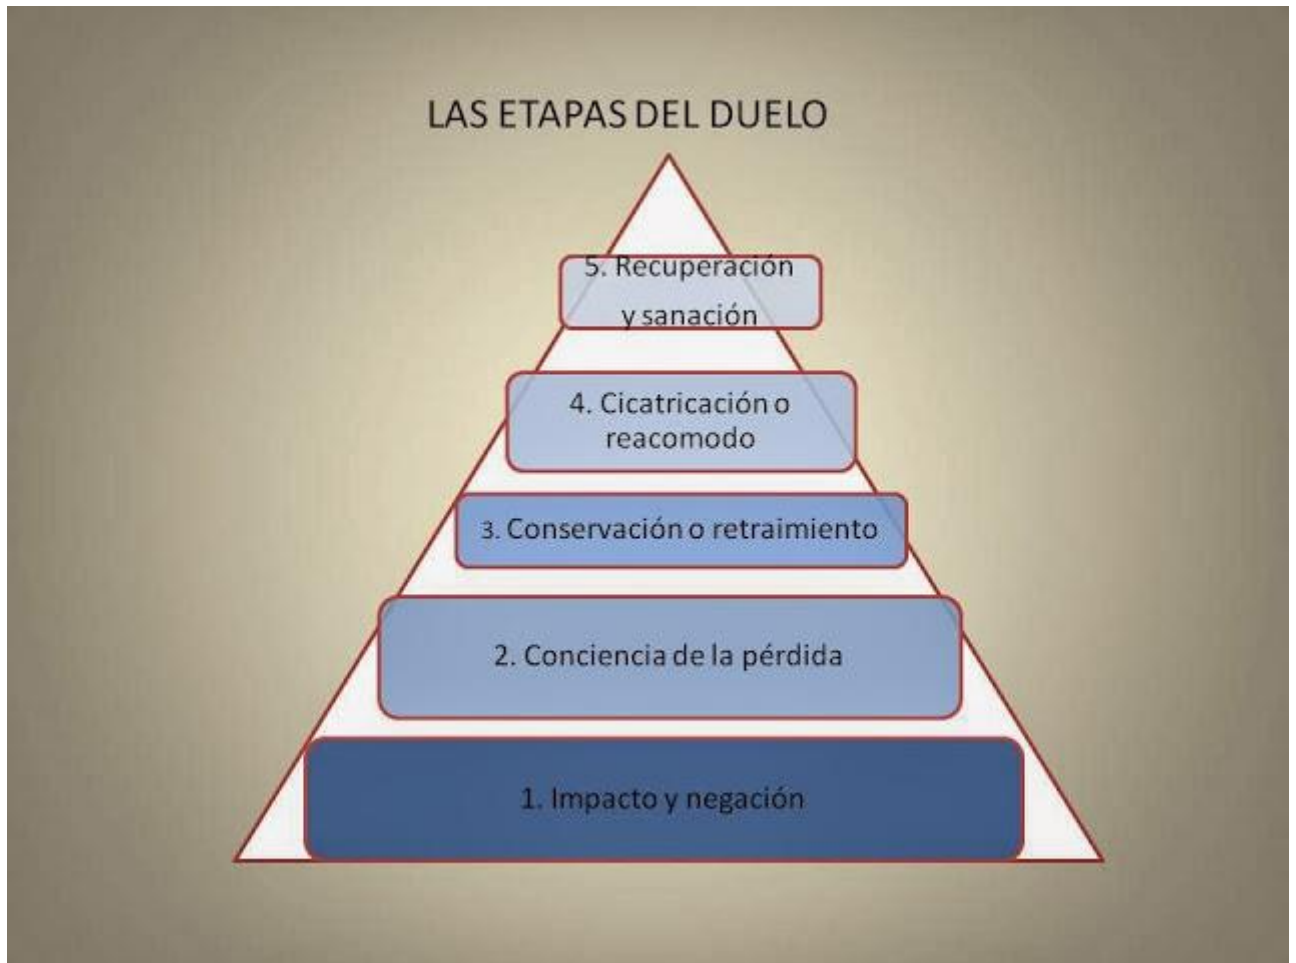 LAS ETAPAS DEL DUELO
5. Recuperación
y sanación
4. Cicatricación o
reacomodo
3. Conservación o retraimiento
2. Conciencia de la pérdida
1. Impacto y negación